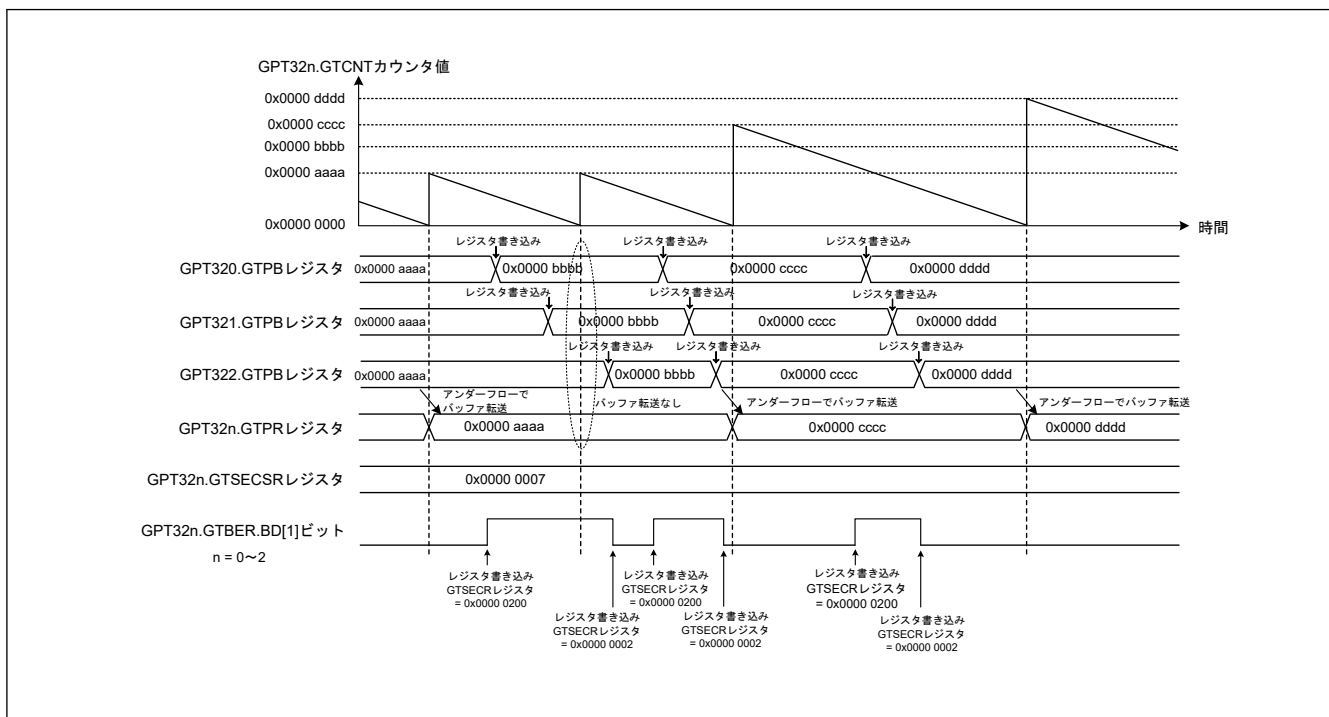 GPT32n.GTCNTカウンタ値
0x0000 dddd
0x0000 cccc
0x0000 bbbb
0x0000 aaaa
0x0000 0000
時間
レジスタ書き込み レジスタ書き込み レジスタ書き込み
GPT320.GTPBレジスタ 0x0000 aaaa 0x0000 bbbb 0x0000 cccc 0x0000 dddd
レジスタ書き込み レジスタ書き込み レジスタ書き込み
GPT321.GTPBレジスタ 0x0000 aaaa 0x0000 bbbb 0x0000 cccc 0x0000 dddd
レジスタ書き込み レジスタ書き込み レジスタ書き込み
GPT322.GTPBレジスタ 0x0000 aaaa 0x0000 bbbb 0x0000 cccc 0x0000 dddd
アンダーフローで
バッファ転送 バッファ転送なし アンダーフローでバッファ転送 アンダーフローでバッファ転送
GPT32n.GTPRレジスタ 0x0000 aaaa 0x0000 cccc 0x0000 dddd
GPT32n.GTSECSRレジスタ 0x0000 0007
GPT32n.GTBER.BD[1]ビット
n = 0～2
レジスタ書き込み
GTSECRレジスタ
= 0x0000 0200
レジスタ書き込み
GTSECRレジスタ
= 0x0000 0002
レジスタ書き込み
GTSECRレジスタ
= 0x0000 0200
レジスタ書き込み
GTSECRレジスタ
= 0x0000 0002
レジスタ書き込み
GTSECRレジスタ
= 0x0000 0200
レジスタ書き込み
GTSECRレジスタ
= 0x0000 0002